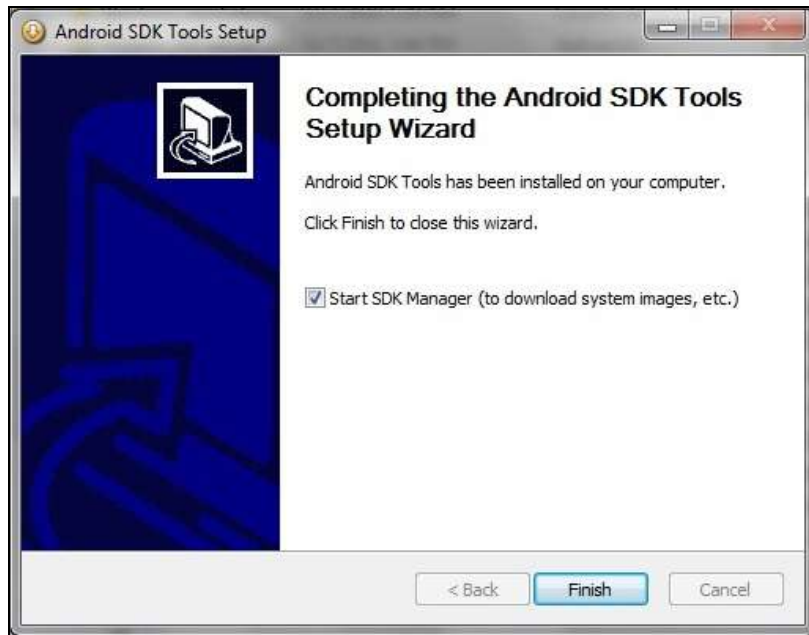 Android SDK Tools Setup
Completing the Android SDK Tools
Setup Wizard
Android SDK Tools has been installed on your computer.
Click Finish to close this wizard.
Start SDK Manager (to download system images, etc.)
< Back
Finish
Cancel